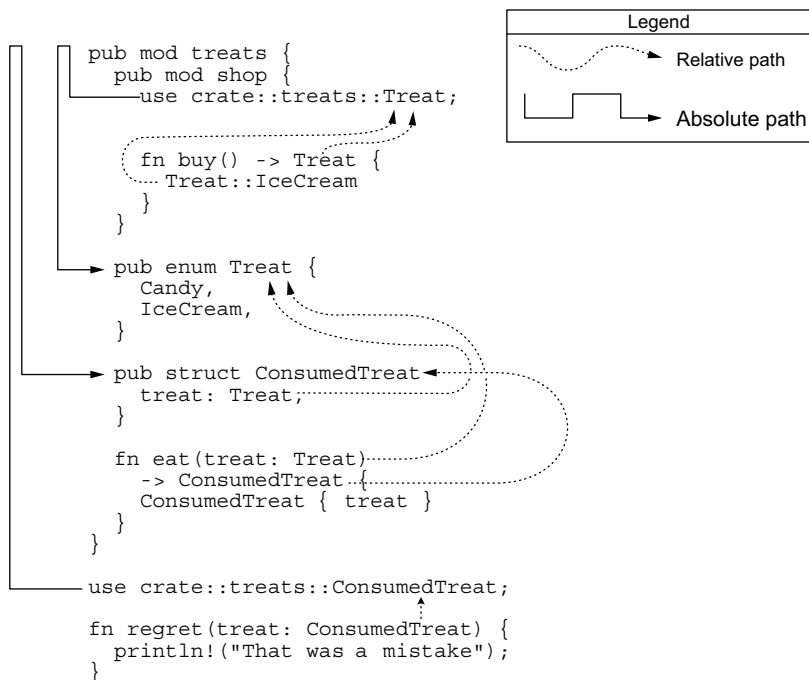 pub mod treats {
pub mod shop {
use crate::treats::Treat;
fn buy() -> Treat {
Treat::IceCream
}
}
pub enum Treat {
Candy,
IceCream,
}
pub struct ConsumedTreat
treat: Treat;
}
fn eat(treat: Treat)
-> ConsumedTreat {
ConsumedTreat { treat }
}
}
use crate::treats::ConsumedTreat;
fn regret(treat: ConsumedTreat) {
println!("That was a mistake");
}
Legend
Relative path
Absolute path